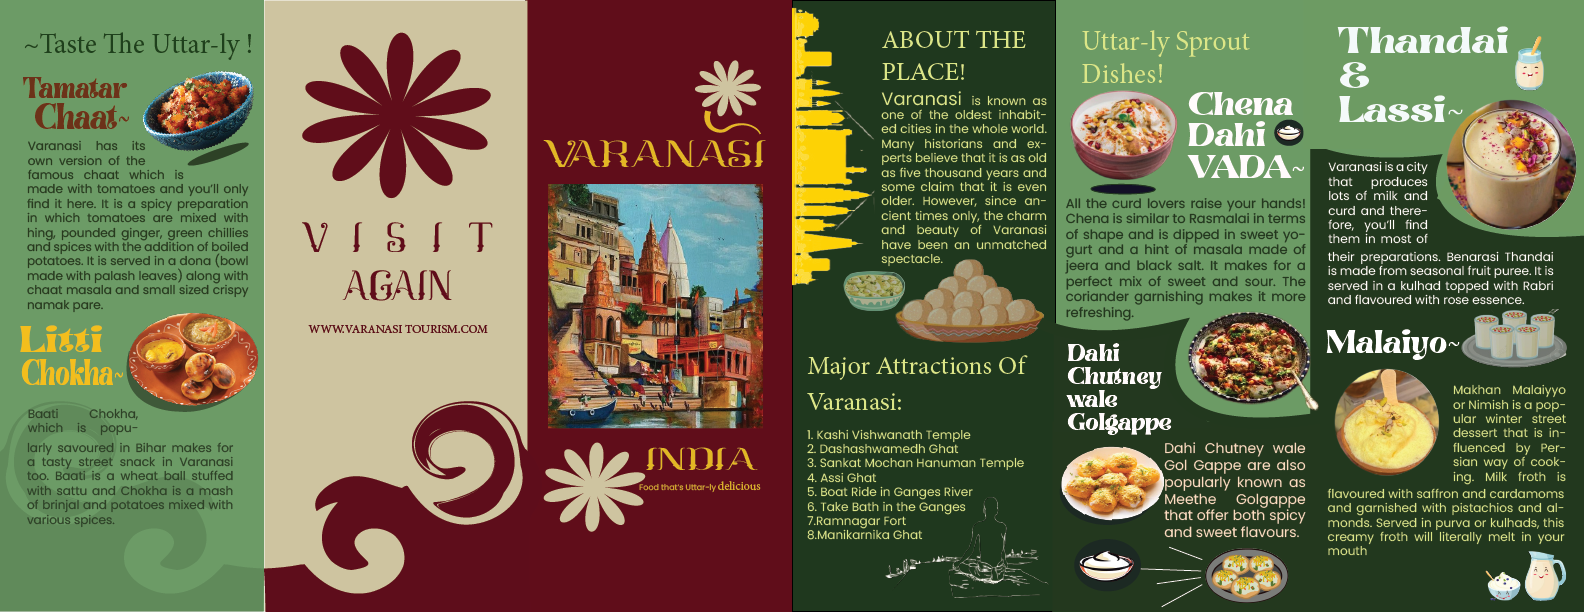 ~Taste The Uttar-ly !
Tamatar
Chaat~
Varanasi has its
own version of the
famous chaat which is
made with tomatoes and you'll only
find it here. It is a spicy preparation
in which tomatoes are mixed with
hing, pounded ginger, green chillies
and spices with the addition of boiled
potatoes. It is served in a dona (bowl
made with palash leaves) along with
chaat masala and small sized crispy
namak pare.
Litti
Chokha~
Baati Chokha,
which is popu-
larly savoured in Bihar makes for
a tasty street snack in Varanasi
too. Baati is a wheat ball stuffed
with sattu and Chokha is a mash
of brinjal and potatoes mixed with
various spices.
VISIT
AGAIN
WWW.VARANASI TOURISM.COM
VARANASI
INDIA
Food that's Uttar-ly delicious
ABOUT THE
PLACE!
Varanasi is known as
one of the oldest inhabit-
ed cities in the whole world.
Many historians and ex-
perts believe that it is as old
as five thousand years and
some claim that it is even
older. However, since an-
cient times only, the charm
and beauty of Varanasi
have been an unmatched
spectacle.
Major Attractions Of
Varanasi:
1. Kashi Vishwanath Temple
2. Dashashwamedh Ghat
3. Sankat Mochan Hanuman Temple
4. Assi Ghat
5. Boat Ride in Ganges River
6. Take Bath in the Ganges
7.Ramnagar Fort
8.Manikarnika Ghat
Uttar-ly Sprout
Dishes!
Chena
Dahi
VADA~
All the curd lovers raise your hands!
Chena is similar to Rasmalai in terms
of shape and is dipped in sweet yo-
gurt and a hint of masala made of
jeera and black salt. It makes for a
perfect mix of sweet and sour. The
coriander garnishing makes it more
refreshing.
Dahi
Chutney
wale
Golgappe
Dahi Chutney wale
Gol Gappe are also
popularly known as
Meethe Golgappe
that offer both spicy
and sweet flavours.
Thandai
&
Lassi~
Varanasi is a city
that produces
lots of milk and
curd and there-
fore, you'll find
them in most of
their preparations. Benarasi Thandai
is made from seasonal fruit puree. It is
served in a kulhad topped with Rabri
and flavoured with rose essence.
Malaiyo~
Makhan Malaiyyo
or Nimish is a pop-
ular winter street
dessert that is in-
fluenced by Per-
sian way of cook-
ing. Milk froth is
flavoured with saffron and cardamoms
and garnished with pistachios and al-
monds. Served in purva or kulhads, this
creamy froth will literally melt in your
mouth